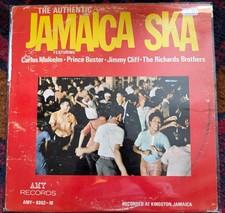 THE AUTHENTIC
JAMAICA SKA
FEATURING
Carlos Malcolm • Prince Buster • Jimmy Cliff • The Richards Brothers
AMY
RECORDS
AMY - 8002 - M
RECORDED AT KINGSTON, JAMAICA